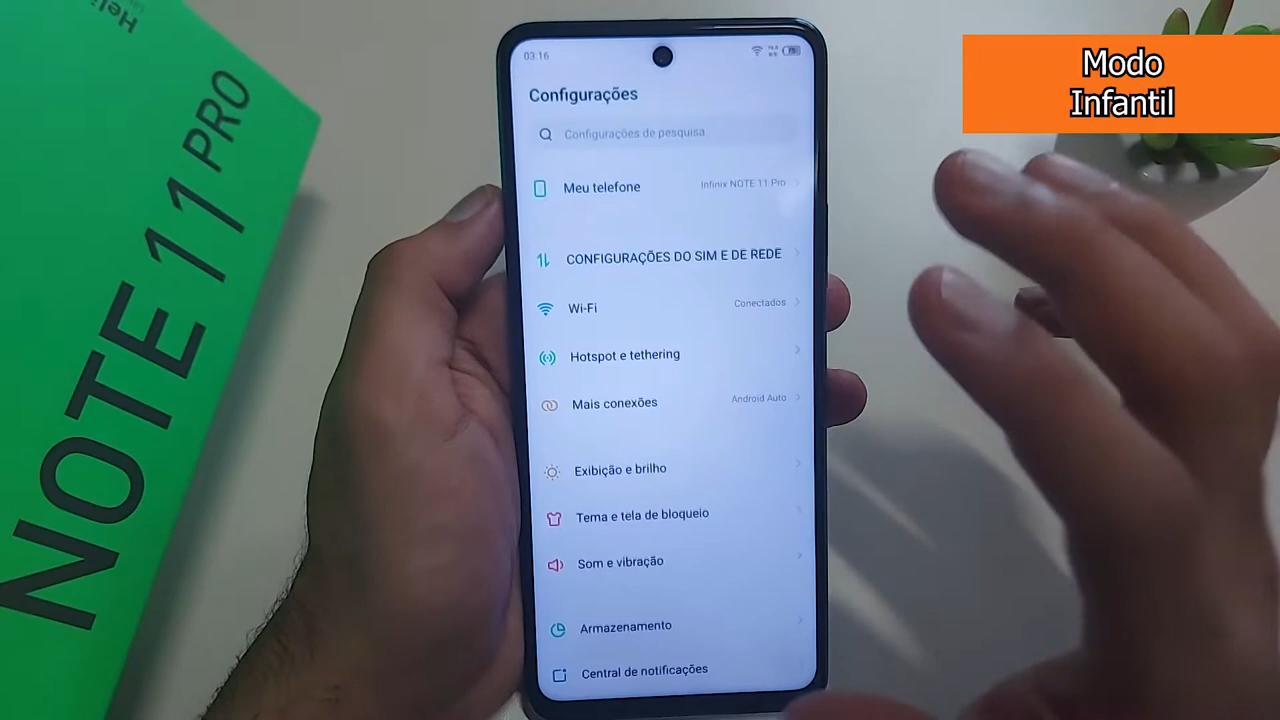 Heli
NOTE 11 PRO
03:16
Configurações
Configurações de pesquisa
Meu telefone
Infinix NOTE 11 Pro
CONFIGURAÇÕES DO SIM E DE REDE
Wi-Fi
Conectados
Hotspot e tethering
Mais conexões
Android Auto
Exibição e brilho
Tema e tela de bloqueio
Som e vibração
Armazenamento
Central de notificações
Modo
Infantil